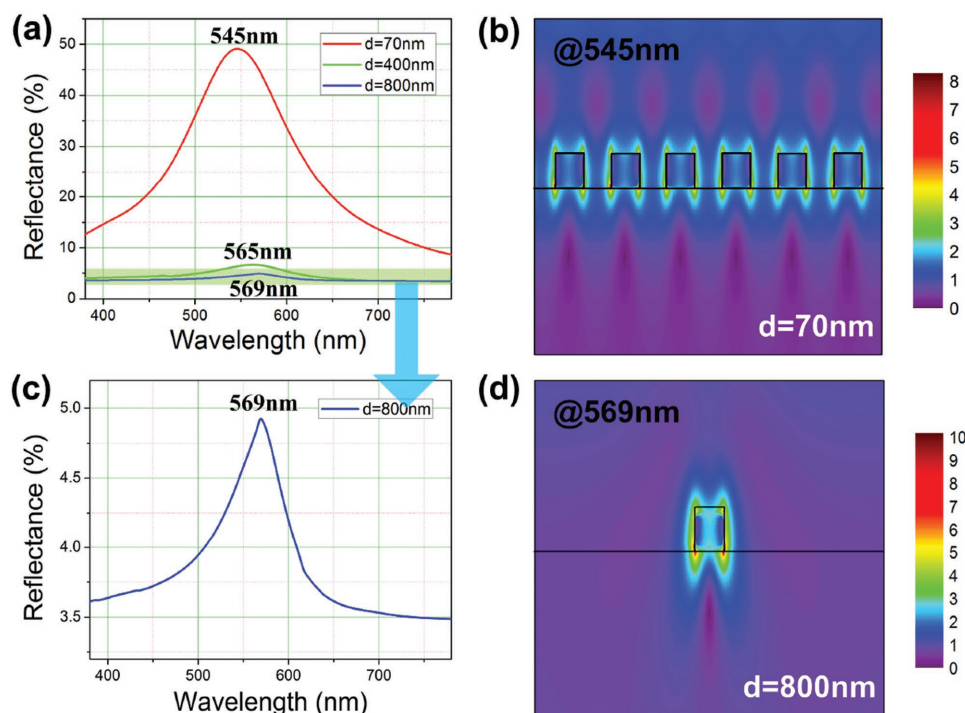 (a)
545nm
d=70nm
d=400nm
d=800nm
565nm
569nm
50
40
30
20
10
0
400
500
600
700
Reflectance (%)
Wavelength (nm)
(b)
@545nm
d=70nm
8
7
6
5
4
3
2
1
0
(c)
569nm
d=800nm
5.0
4.5
4.0
3.5
400
500
600
700
Reflectance (%)
Wavelength (nm)
(d)
@569nm
d=800nm
10
9
8
7
6
5
4
3
2
1
0